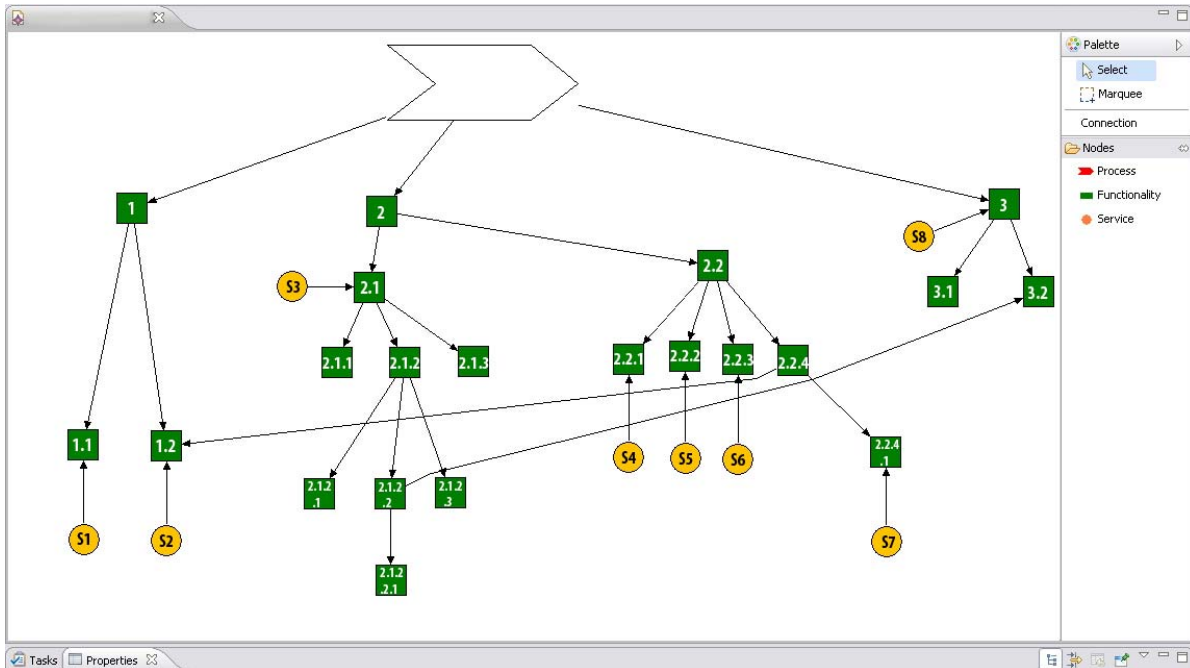 Palette
Select
Marquee
Connection
Nodes
Process
Functionality
Service
1
2
3
S8
2.2
2.1
S3
3.1
3.2
2.1.1
2.1.2
2.1.3
2.2.1
2.2.2
2.2.3
2.2.4
1.1
1.2
S4
S5
S6
2.2.4
.1
2.1.2
.1
2.1.2
.2
2.1.2
.3
S1
S2
S7
2.1.2
.2.1
Tasks
Properties